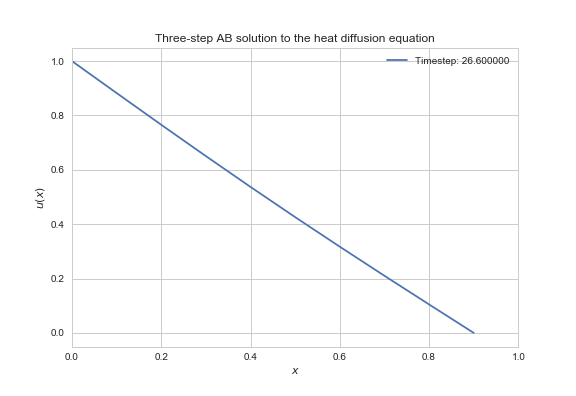 Three-step AB solution to the heat diffusion equation
Timestep: 26.600000
1.0
0.8
0.6
0.4
0.2
0.0
u(x)
0.0 0.2 0.4 0.6 0.8 1.0
x